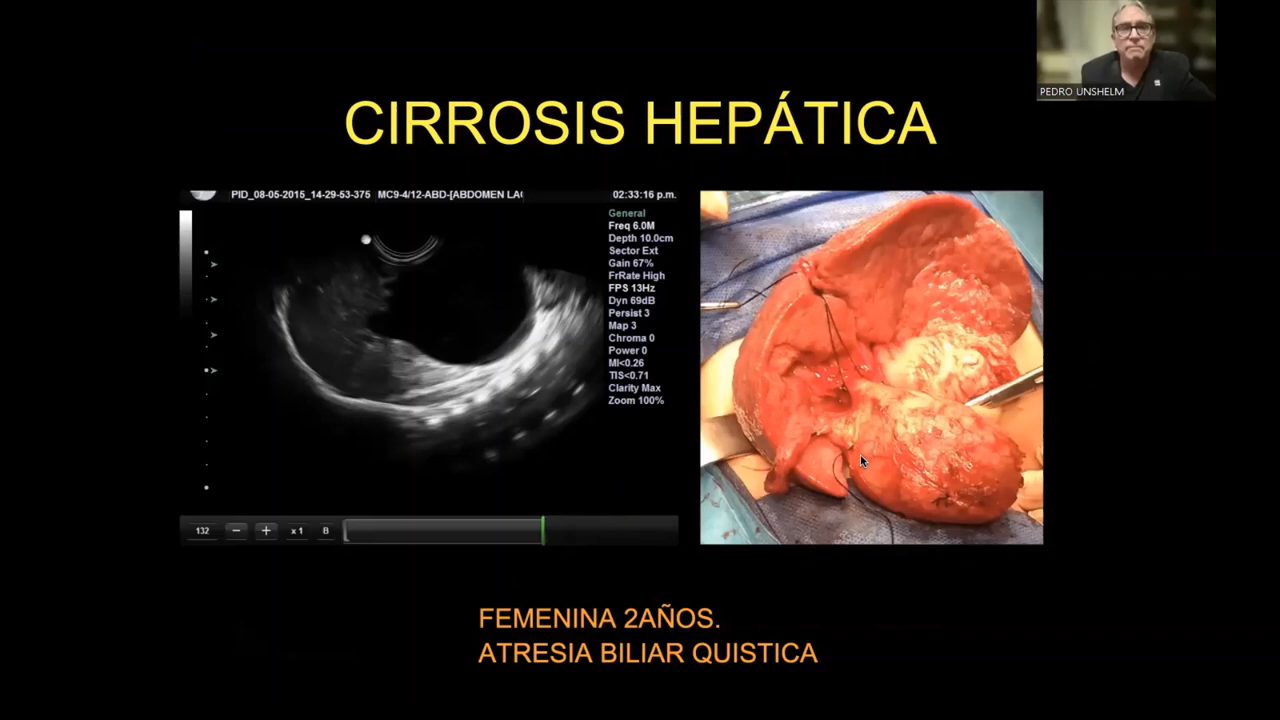 PEDRO UNSHELM
CIRROSIS HEPÁTICA
PID_08-05-2015_14-29-53-375 MC9-4/12-ABD-[ABDOMEN LAC 02:33:16 p.m.
General
Freq 6.0M
Depth 10.0cm
Sector Ext
Gain 67%
FrRate High
FPS 13Hz
Dyn 69dB
Persist 3
Map 3
Chroma 0
Power 0
MI<0.26
TIS<0.71
Clarity Max
Zoom 100%
132 − + x 1 B
FEMENINA 2AÑOS.
ATRESIA BILIAR QUISTICA